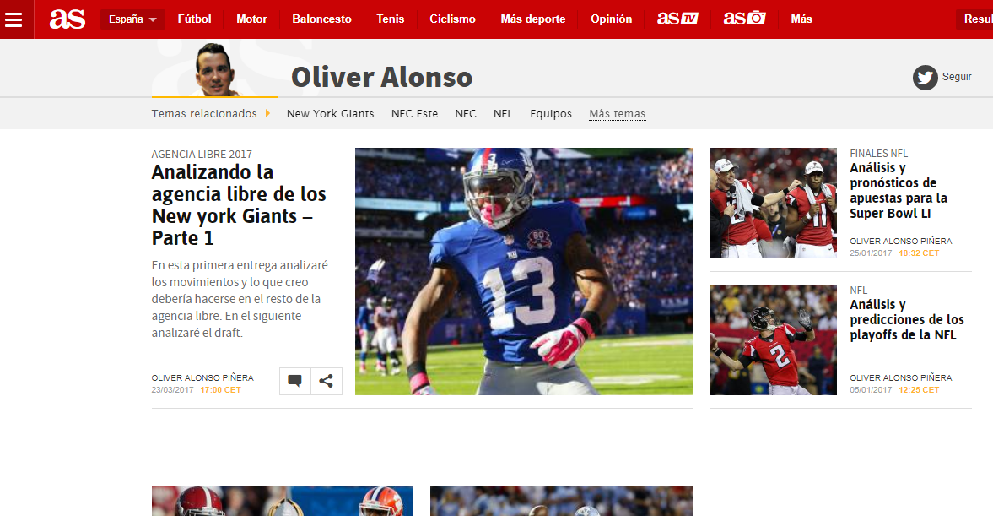 as España Fútbol Motor Baloncesto Tenis Ciclismo Más deporte Opinión as TV as Más
Oliver Alonso
Seguir
Temas relacionados New York Giants NFC Este NFC NFL Equipos Más temas
AGENCIA LIBRE 2017
Analizando la
agencia libre de los
New york Giants –
Parte 1
En esta primera entrega analizaré
los movimientos y lo que creo
debería hacerse en el resto de la
agencia libre. En el siguiente
analizaré el draft.
OLIVER ALONSO PIÑERA
23/03/2017 17:00 CET
NY
13
FINALES NFL
Análisis y
pronósticos de
apuestas para la
Super Bowl LI
OLIVER ALONSO PIÑERA
25/01/2017 18:32 CET
2
11
NFL
Análisis y
predicciones de los
playoffs de la NFL
OLIVER ALONSO PIÑERA
05/01/2017 12:25 CET
2